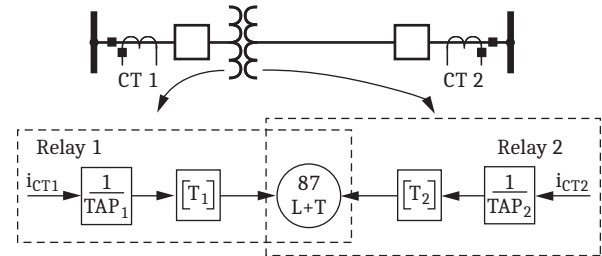 CT 1
CT 2
Relay 1
Relay 2
i_CT1
1
TAP_1
[T_1]
87
L+T
[T_2]
1
TAP_2
i_CT2